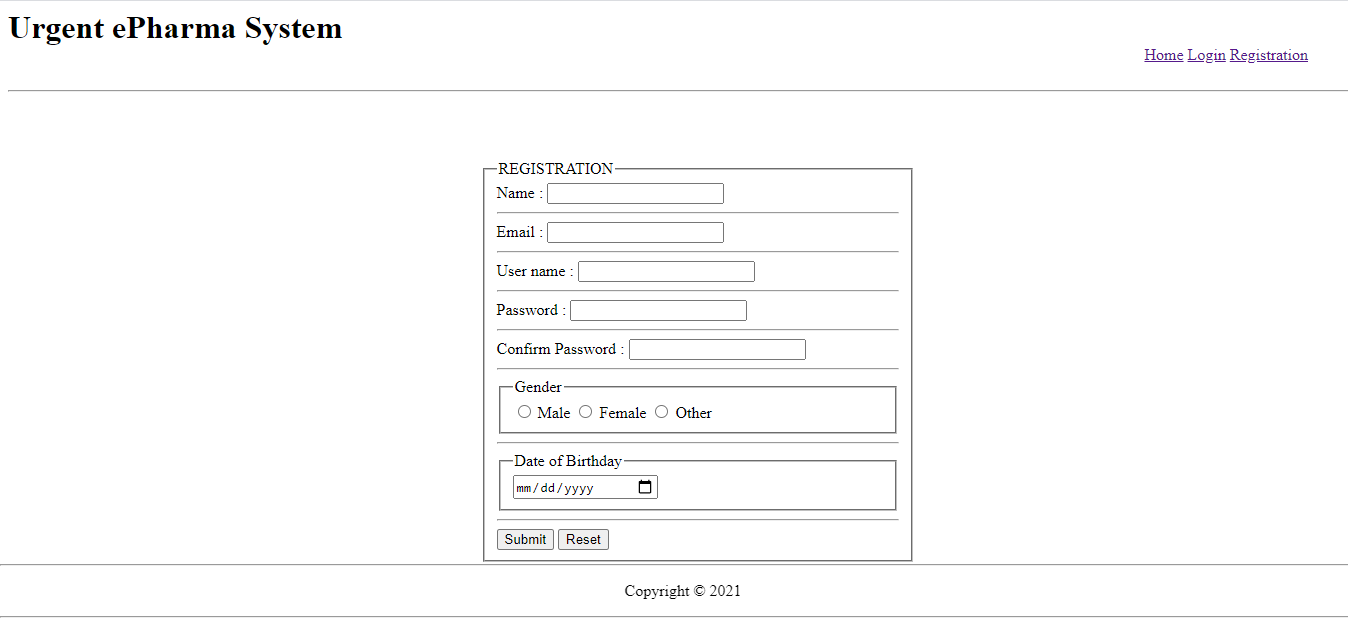 Urgent ePharma System
Home Login Registration
REGISTRATION
Name :
Email :
User name :
Password :
Confirm Password :
Gender
Male Female Other
Date of Birthday
mm/dd/yyyy
Submit Reset
Copyright © 2021